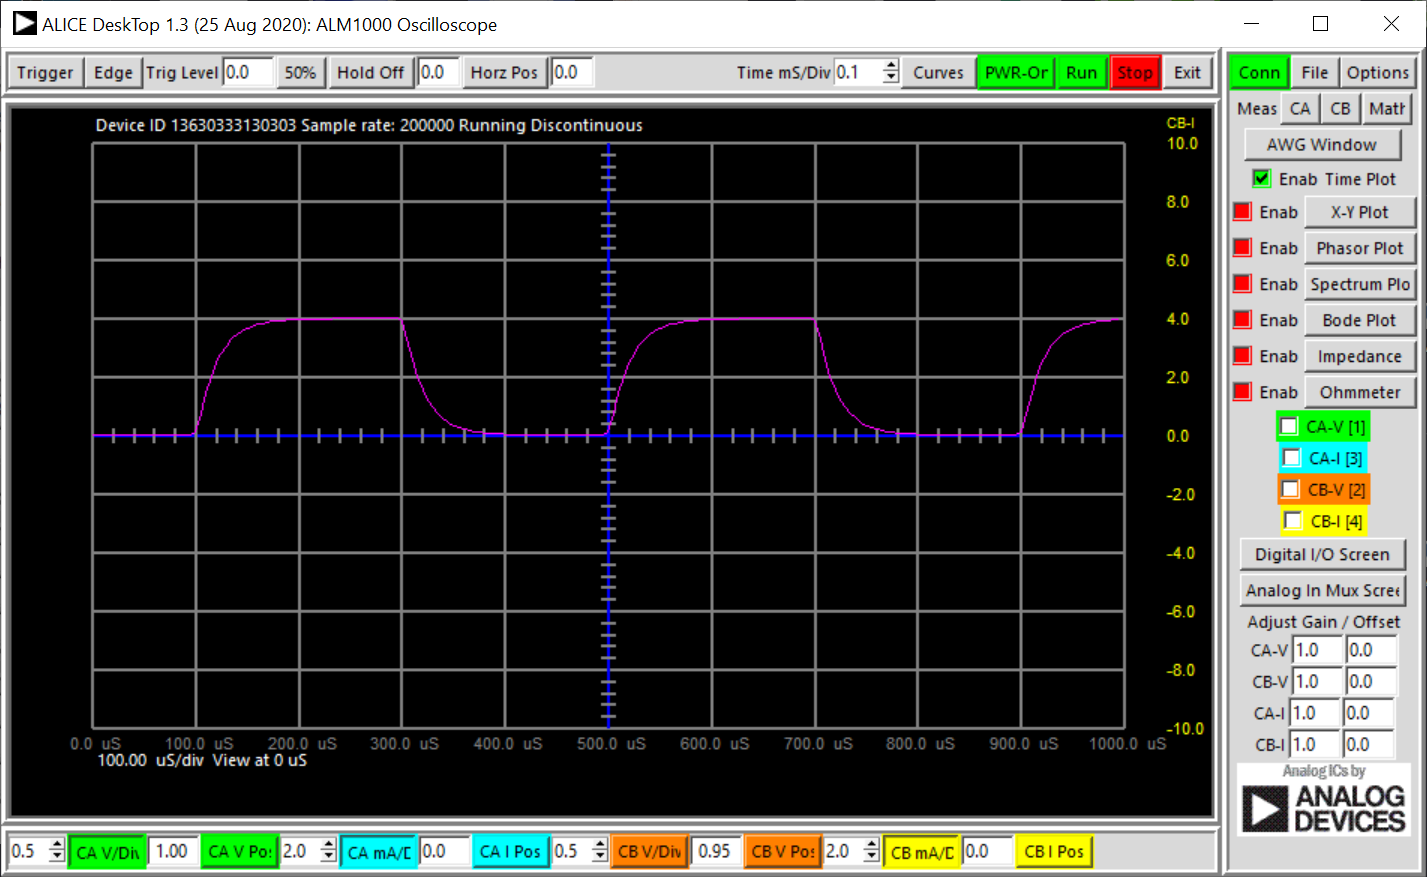 ALICE DeskTop 1.3 (25 Aug 2020): ALM1000 Oscilloscope
Trigger Edge Trig Level 0.0 50% Hold Off 0.0 Horz Pos 0.0 Time mS/Div 0.1 Curves PWR-Or Run Stop Exit
Conn File Options
Meas CA CB Math
AWG Window
Enab Time Plot
Enab X-Y Plot
Enab Phasor Plot
Enab Spectrum Plo
Enab Bode Plot
Enab Impedance
Enab Ohmmeter
CA-V [1]
CA-I [3]
CB-V [2]
CB-I [4]
Digital I/O Screen
Analog In Mux Scree
Adjust Gain / Offset
CA-V 1.0 0.0
CB-V 1.0 0.0
CA-I 1.0 0.0
CB-I 1.0 0.0
Analog ICs by
ANALOG
DEVICES
Device ID 13630333130303 Sample rate: 200000 Running Discontinuous
CB-I
10.0
8.0
6.0
4.0
2.0
0.0
-2.0
-4.0
-6.0
-8.0
-10.0
0.0 uS 100.0 uS 200.0 uS 300.0 uS 400.0 uS 500.0 uS 600.0 uS 700.0 uS 800.0 uS 900.0 uS 1000.0 uS
100.00 uS/div View at 0 uS
0.5 CA V/Div 1.00 CA V Pos 2.0 CA mA/D 0.0 CA I Pos 0.5 CB V/Div 0.95 CB V Pos 2.0 CB mA/D 0.0 CB I Pos